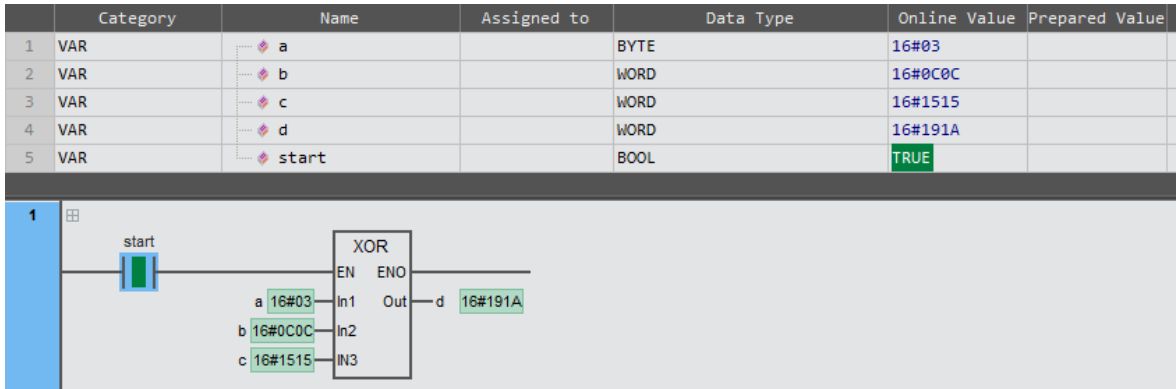 Category Name Assigned to Data Type Online Value Prepared Value
1 VAR a BYTE 16#03
2 VAR b WORD 16#0C0C
3 VAR c WORD 16#1515
4 VAR d WORD 16#191A
5 VAR start BOOL TRUE
1
start
XOR
EN ENO
a 16#03 In1 Out d 16#191A
b 16#0C0C In2
c 16#1515 IN3